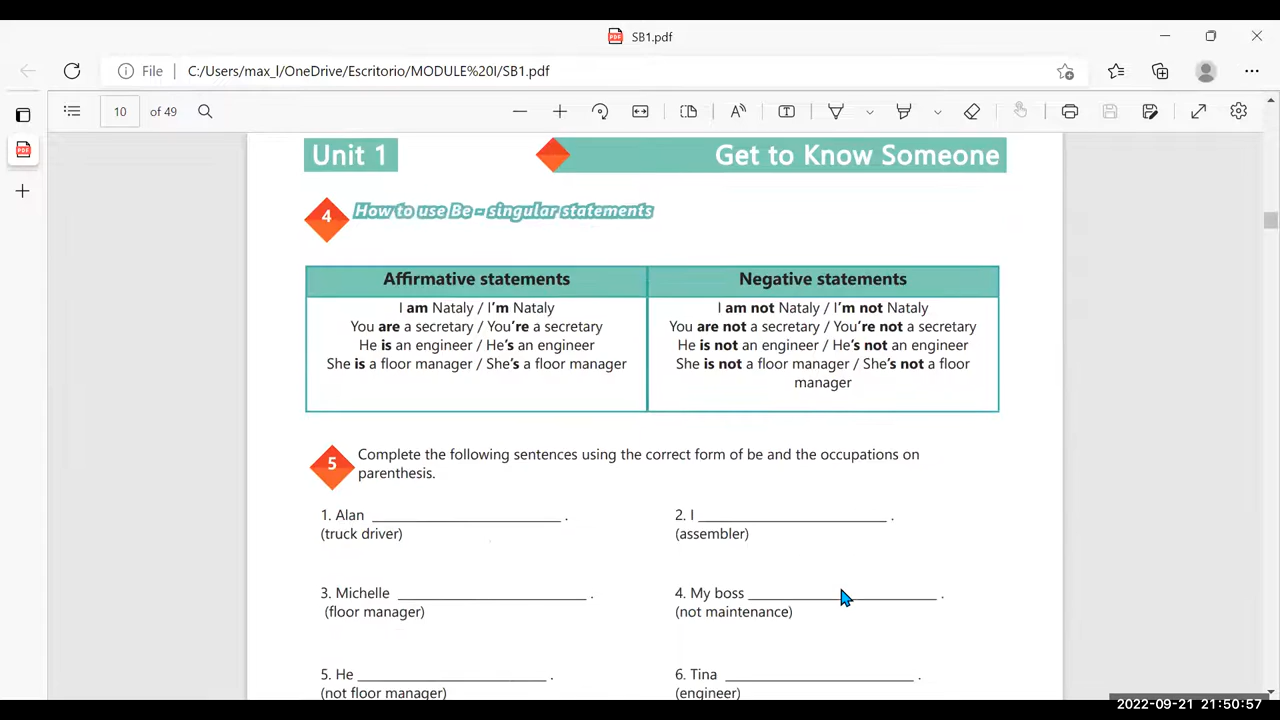 SB1.pdf
File
C:/Users/max_l/OneDrive/Escritorio/MODULE%20I/SB1.pdf
10 of 49
Unit 1
Get to Know Someone
4 How to use Be - singular statements
Affirmative statements
I am Nataly / I'm Nataly
You are a secretary / You're a secretary
He is an engineer / He's an engineer
She is a floor manager / She's a floor manager
Negative statements
I am not Nataly / I'm not Nataly
You are not a secretary / You're not a secretary
He is not an engineer / He's not an engineer
She is not a floor manager / She's not a floor
manager
5 Complete the following sentences using the correct form of be and the occupations on
parenthesis.
1. Alan ______________________ .
(truck driver)
2. I ______________________ .
(assembler)
3. Michelle ______________________ .
(floor manager)
4. My boss ______________________ .
(not maintenance)
5. He ______________________ .
(not floor manager)
6. Tina ______________________ .
(engineer)
2022-09-21 21:50:57